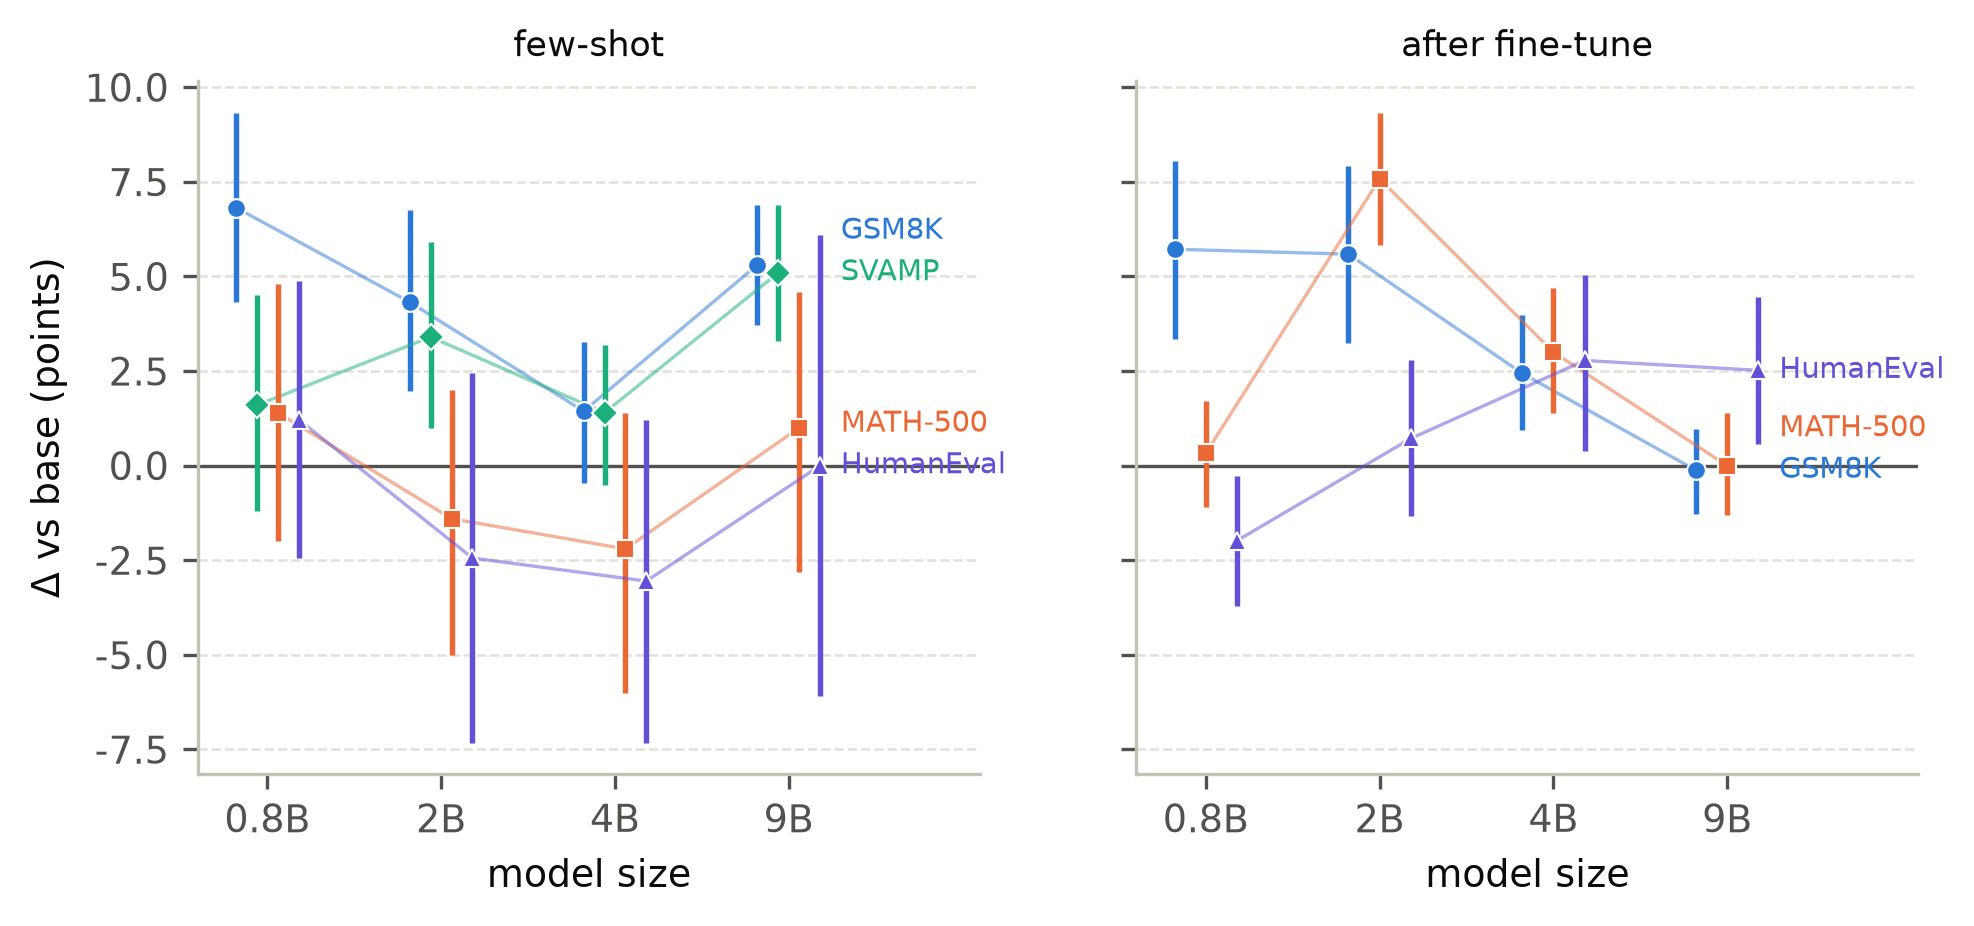 few-shot
after fine-tune
Δ vs base (points)
10.0
7.5
5.0
2.5
0.0
-2.5
-5.0
-7.5
GSM8K
SVAMP
MATH-500
HumanEval
0.8B
2B
4B
9B
model size
HumanEval
MATH-500
GSM8K
0.8B
2B
4B
9B
model size